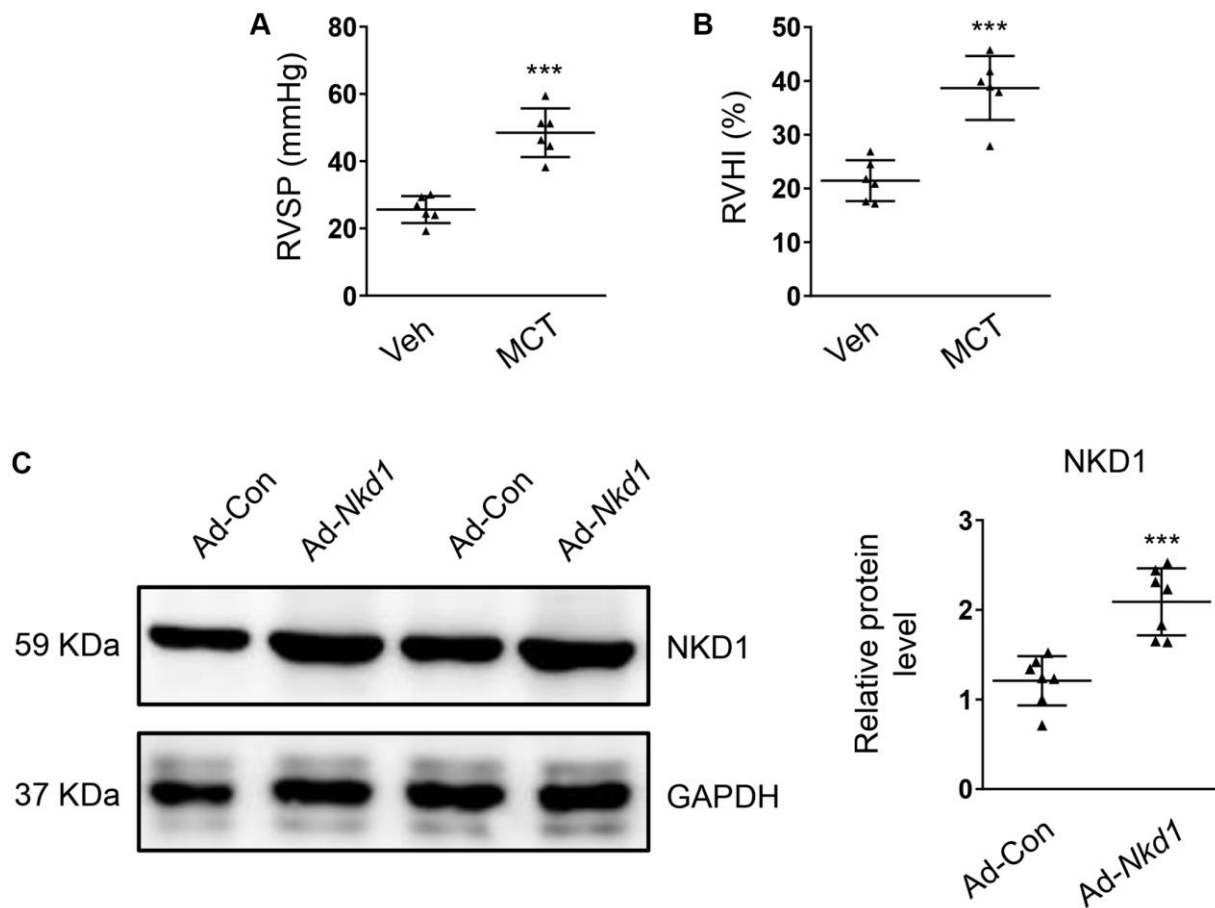 A
RVSP (mmHg)
80
60
40
20
0
***
Veh
MCT
B
RVHI (%)
50
40
30
20
10
0
***
Veh
MCT
C
Ad-Con
Ad-Nkd1
Ad-Con
Ad-Nkd1
59 KDa
NKD1
37 KDa
GAPDH
NKD1
Relative protein
level
3
2
1
0
***
Ad-Con
Ad-Nkd1